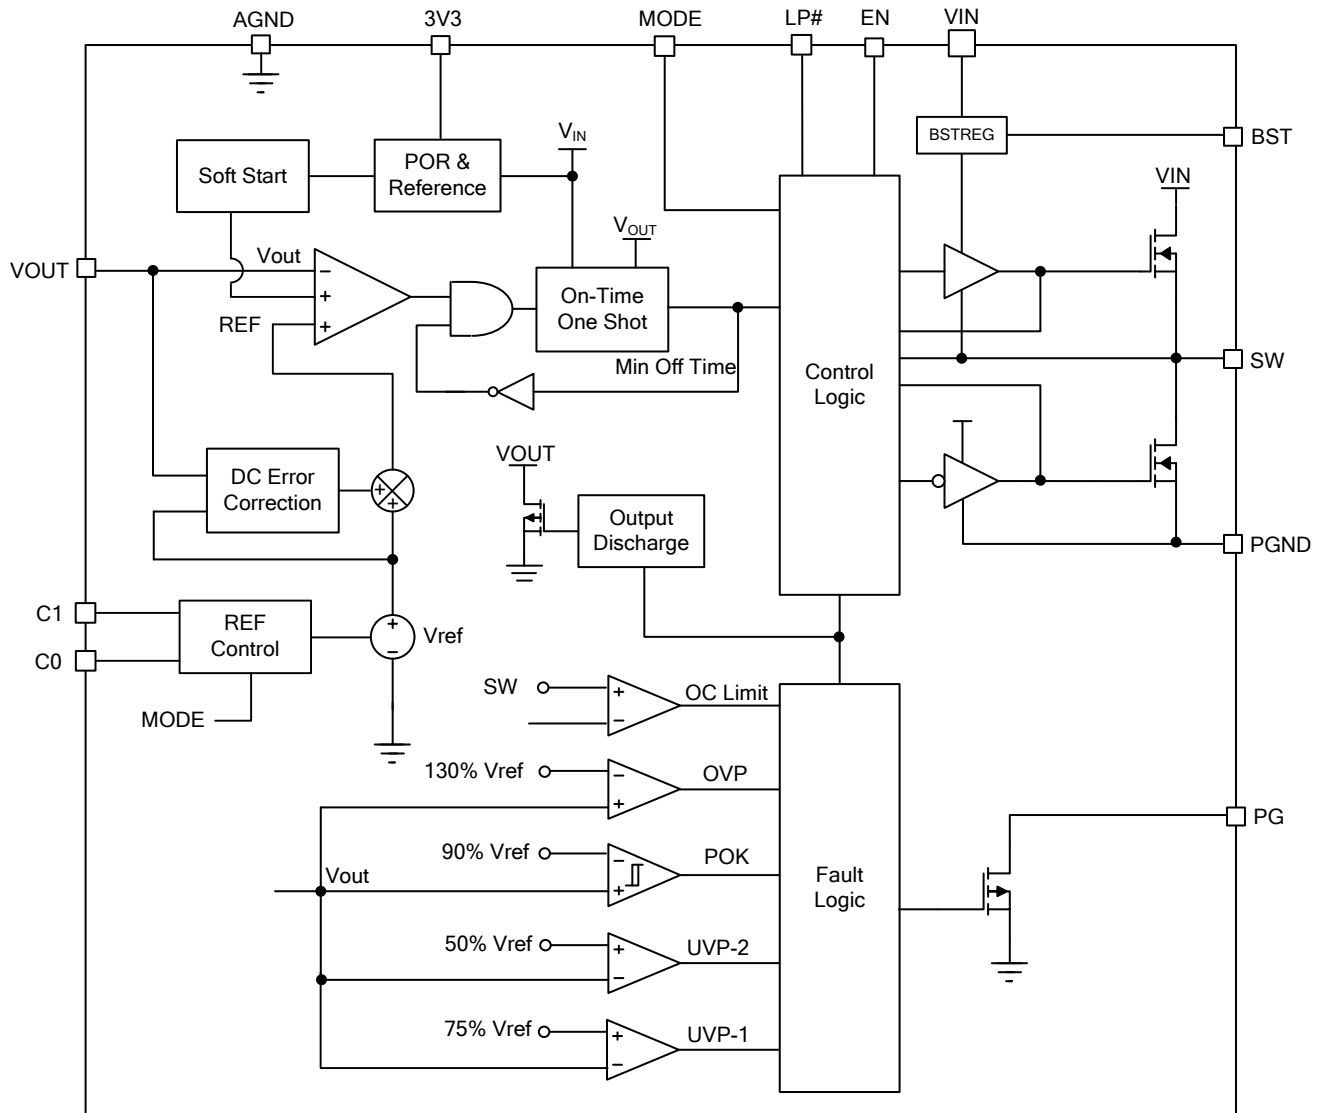 AGND
3V3
MODE
LP#
EN
VIN
BSTREG
BST
VIN
Soft Start
POR &
Reference
VIN
VOUT
VOUT
Vout
−
+
+
REF
On-Time
One Shot
Min Off Time
Control
Logic
SW
DC Error
Correction
+
+
VOUT
Output
Discharge
PGND
C1
C0
REF
Control
MODE
+
−
Vref
SW
+
−
OC Limit
130% Vref
−
+
OVP
90% Vref
−
+
POK
Vout
50% Vref
+
−
UVP-2
75% Vref
+
−
UVP-1
Fault
Logic
PG